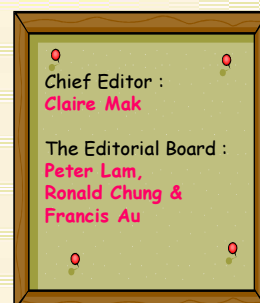 Chief Editor :
Claire Mak
The Editorial Board :
Peter Lam,
Ronald Chung &
Francis Au